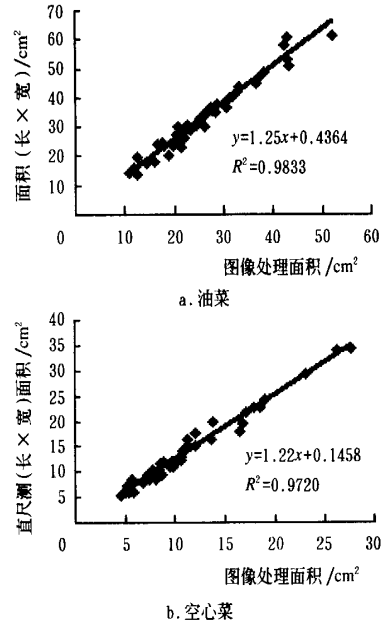 面积(长×宽)/cm²
70
60
50
40
30
20
10
0
y=1.25x+0.4364
R²=0.9833
10 20 30 40 50 60
图像处理面积/cm²
a.油菜
直尺测(长×宽)面积/cm²
40
35
30
25
20
15
10
5
0
y=1.22x+0.1458
R²=0.9720
5 10 15 20 25 30
图像处理面积/cm²
b.空心菜